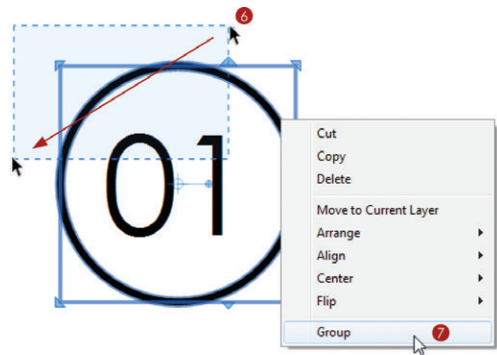 6
01
Cut
Copy
Delete
Move to Current Layer
Arrange
Align
Center
Flip
Group 7